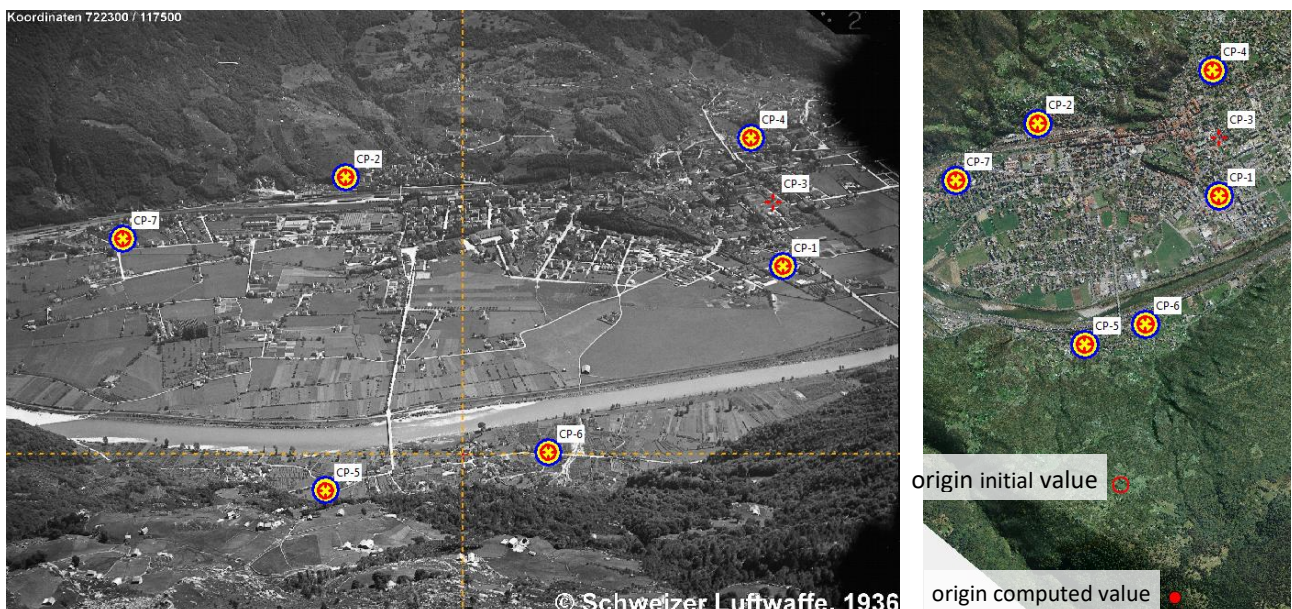 Koordinaten 722300 / 117500
2
CP-4
CP-2
CP-3
CP-7
CP-1
CP-6
CP-5
© Schweizer Luftwaffe, 1936
CP-4
CP-2
CP-3
CP-7
CP-1
CP-6
CP-5
origin initial value
origin computed value